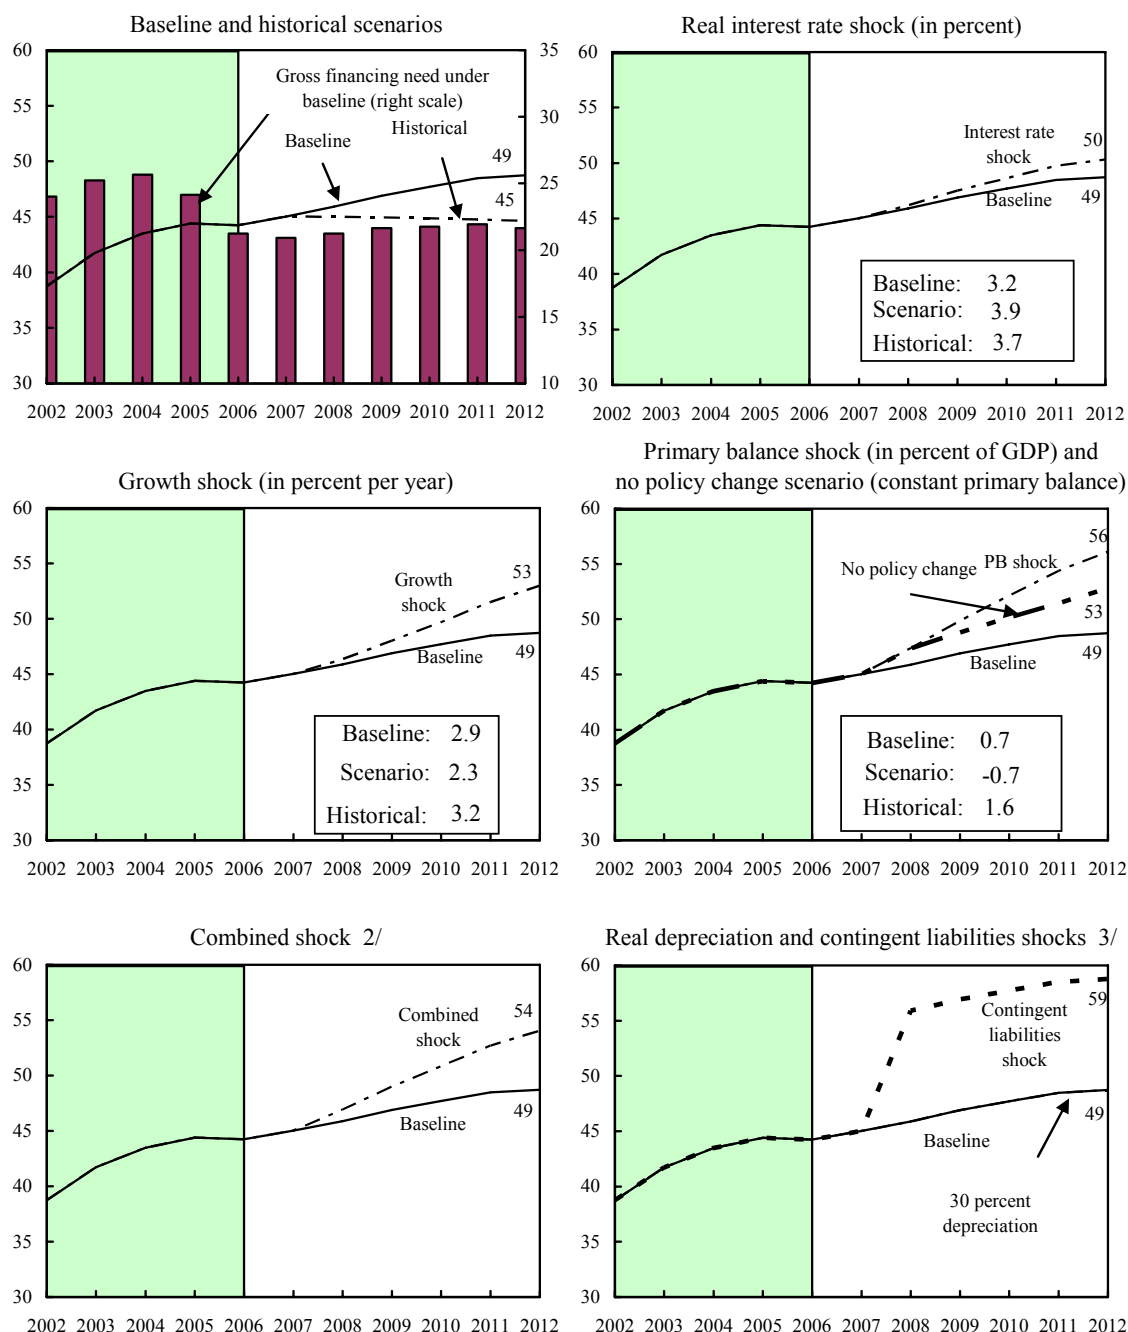 Baseline and historical scenarios
60
55
50
45
40
35
30
35
30
25
20
15
10
Gross financing need under
baseline (right scale)
Historical
Baseline
49
45
2002 2003 2004 2005 2006 2007 2008 2009 2010 2011 2012
Real interest rate shock (in percent)
60
55
50
45
40
35
30
Interest rate
shock
50
Baseline
49
Baseline: 3.2
Scenario: 3.9
Historical: 3.7
2002 2003 2004 2005 2006 2007 2008 2009 2010 2011 2012
Growth shock (in percent per year)
60
55
50
45
40
35
30
Growth
shock
53
Baseline
49
Baseline: 2.9
Scenario: 2.3
Historical: 3.2
2002 2003 2004 2005 2006 2007 2008 2009 2010 2011 2012
Primary balance shock (in percent of GDP) and
no policy change scenario (constant primary balance)
60
55
50
45
40
35
30
56
No policy change
PB shock
53
Baseline
49
Baseline: 0.7
Scenario: -0.7
Historical: 1.6
2002 2003 2004 2005 2006 2007 2008 2009 2010 2011 2012
Combined shock 2/
60
55
50
45
40
35
30
Combined
shock
54
Baseline
49
2002 2003 2004 2005 2006 2007 2008 2009 2010 2011 2012
Real depreciation and contingent liabilities shocks 3/
60
55
50
45
40
35
30
59
Contingent
liabilities
shock
49
Baseline
30 percent
depreciation
2002 2003 2004 2005 2006 2007 2008 2009 2010 2011 2012